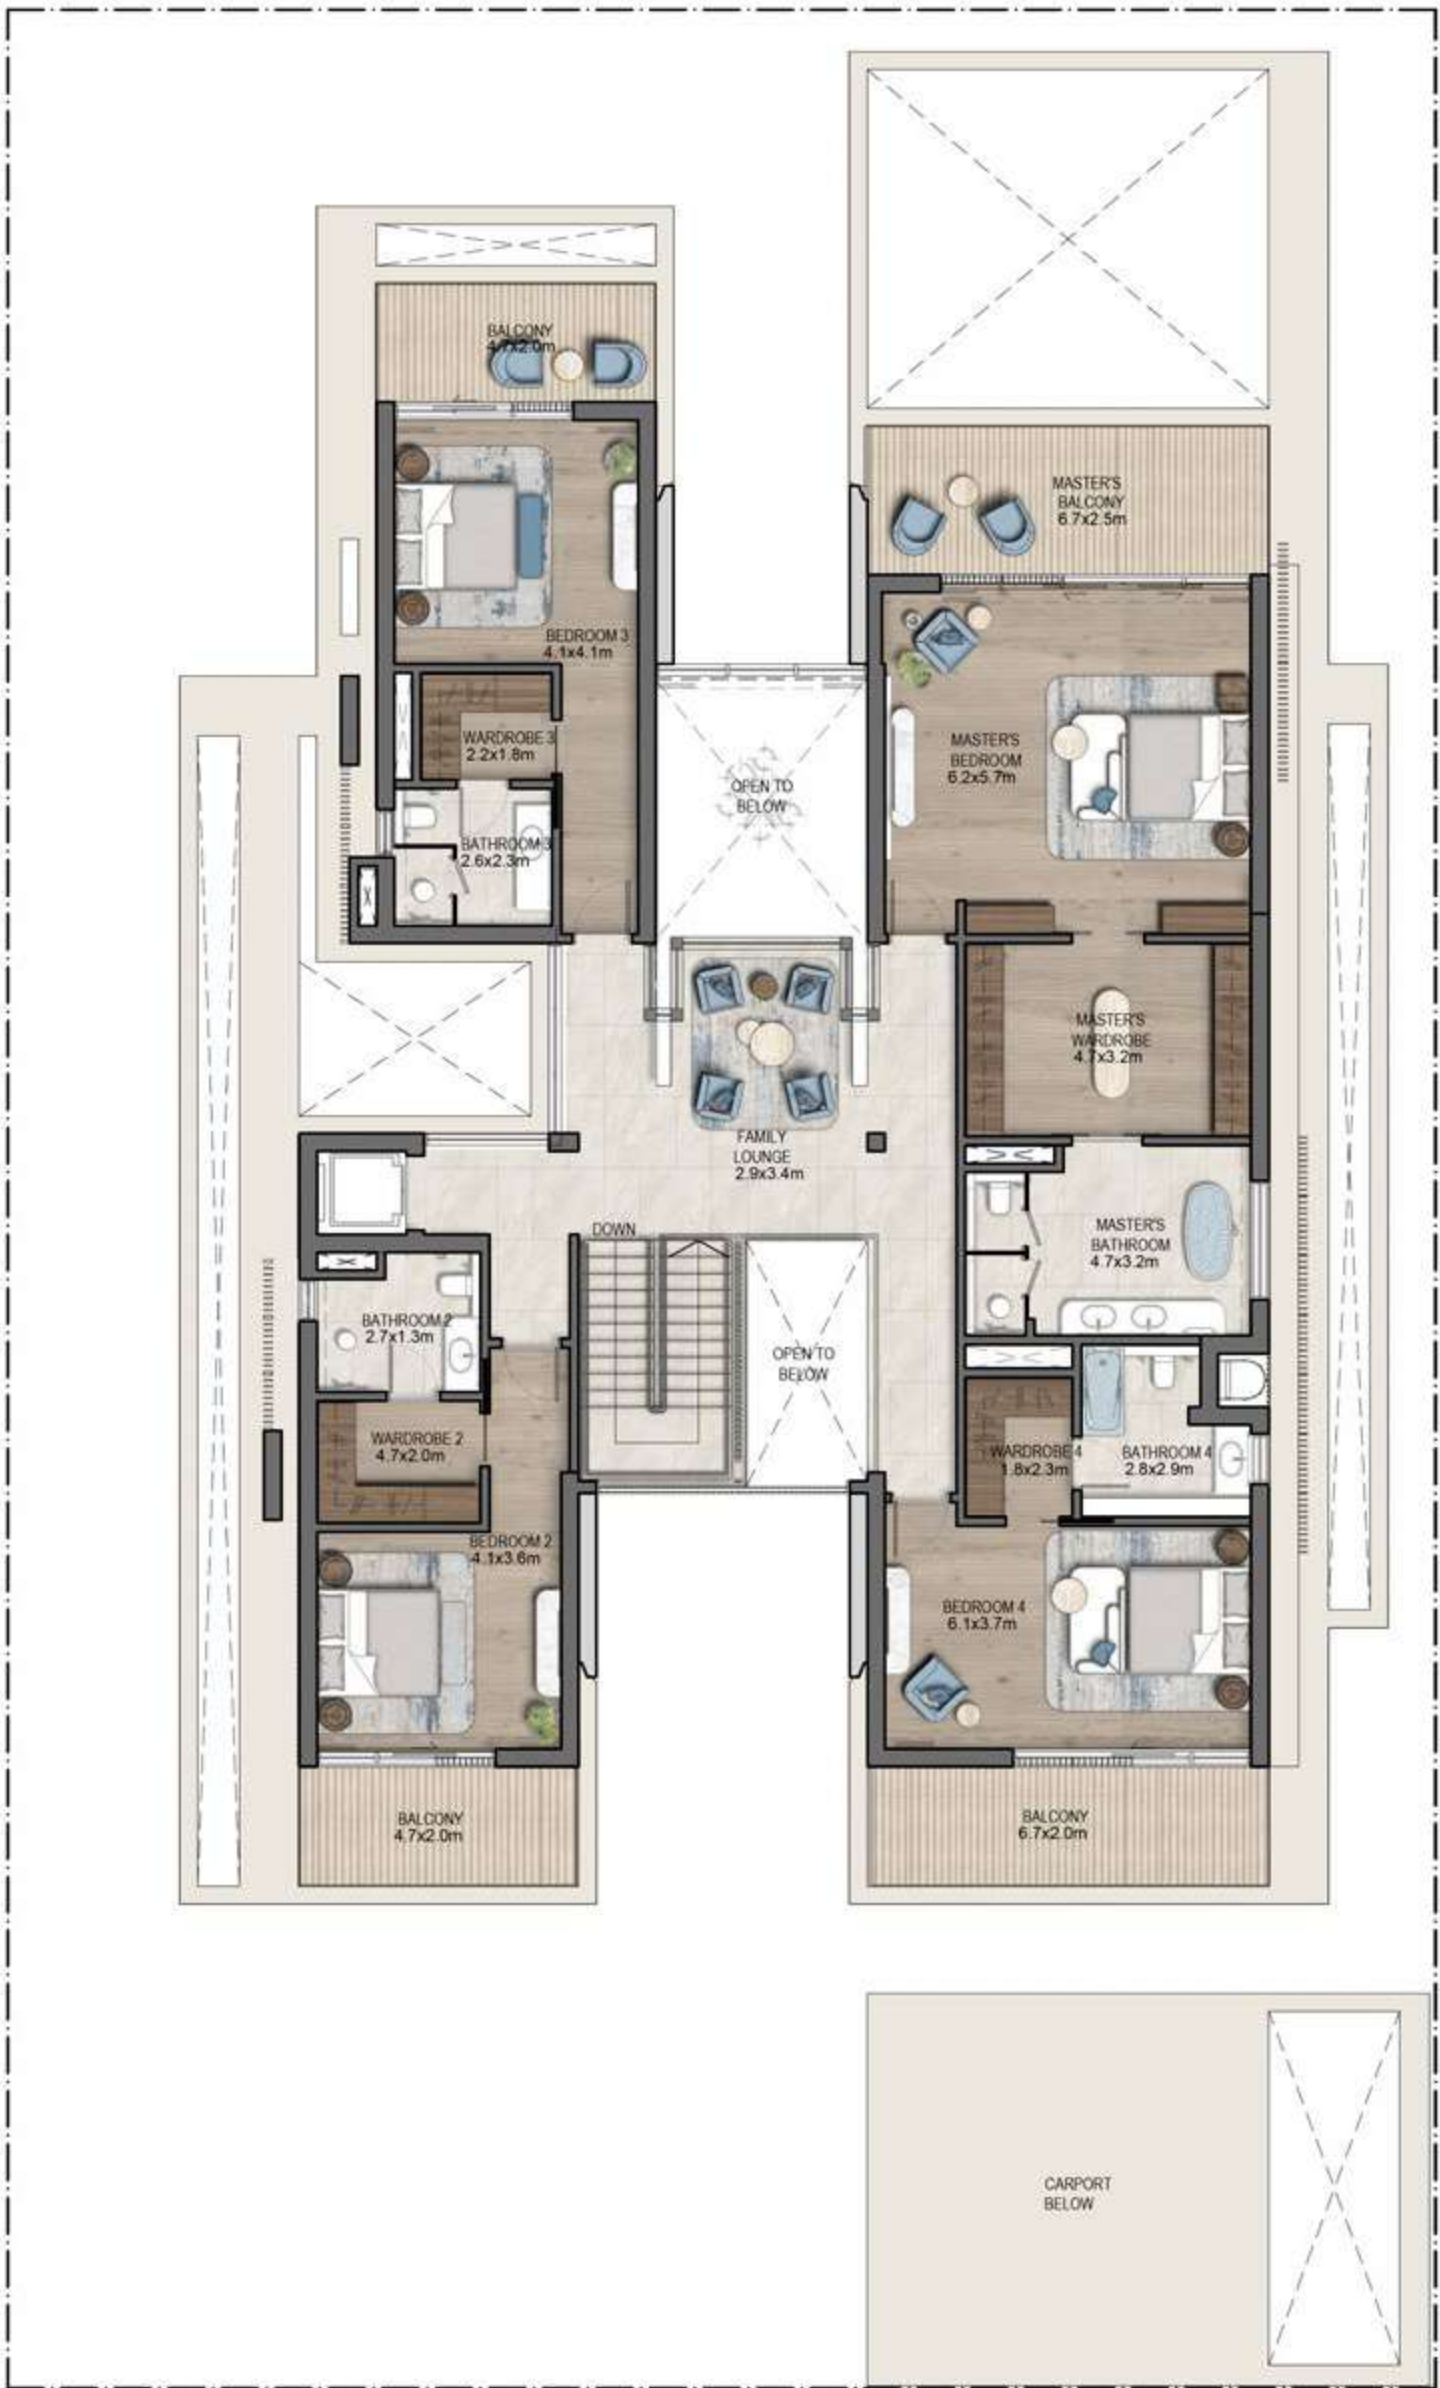 BALCONY
4.7x2.0m
MASTER'S
BALCONY
6.7x2.5m
BEDROOM 3
4.1x4.1m
WARDROBE 3
2.2x1.8m
MASTER'S
BEDROOM
6.2x5.7m
OPEN TO
BELOW
BATHROOM 3
2.6x2.3m
MASTER'S
WARDROBE
4.7x3.2m
FAMILY
LOUNGE
2.9x3.4m
DOWN
MASTER'S
BATHROOM
4.7x3.2m
BATHROOM 2
2.7x1.3m
OPEN TO
BELOW
WARDROBE 2
4.7x2.0m
WARDROBE 4
1.8x2.3m
BATHROOM 4
2.8x2.9m
BEDROOM 2
4.1x3.6m
BEDROOM 4
6.1x3.7m
BALCONY
4.7x2.0m
BALCONY
6.7x2.0m
CARPORT
BELOW